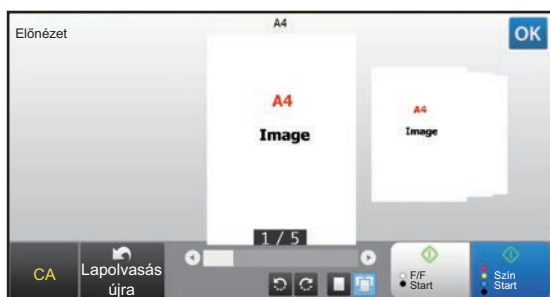 A4
Előnézet
OK
A4
Image
A4
Image
1 / 5
CA
Lapolvasás
újra
F/F
Start
Szín
Start